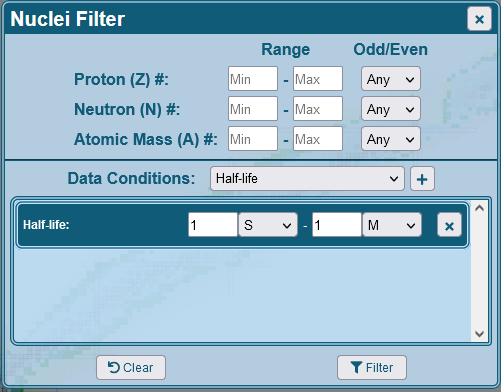 Nuclei Filter ×
Range Odd/Even
Proton (Z) #: Min - Max Any
Neutron (N) #: Min - Max Any
Atomic Mass (A) #: Min - Max Any
Data Conditions: Half-life +
Half-life: 1 S - 1 M ×
Clear Filter